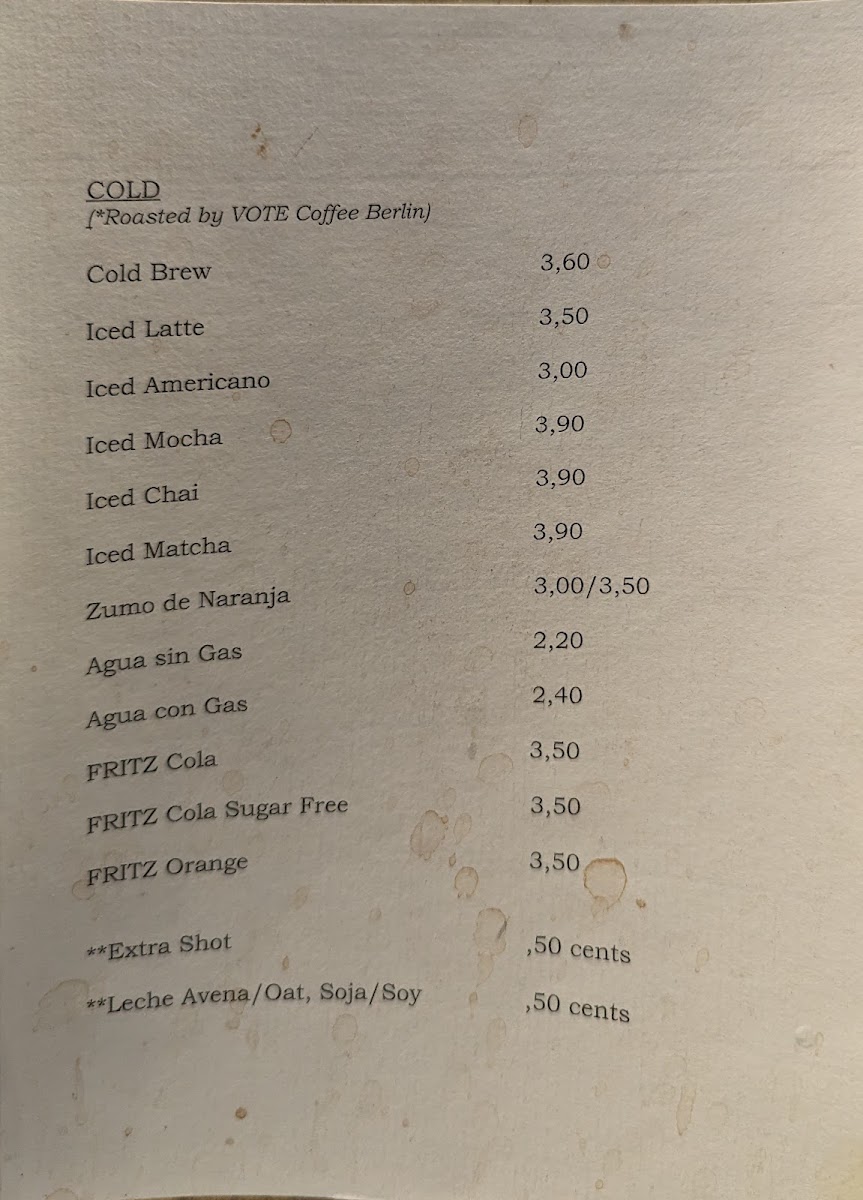 COLD
(*Roasted by VOTE Coffee Berlin)
Cold Brew 3,60
Iced Latte 3,50
Iced Americano 3,00
Iced Mocha 3,90
Iced Chai 3,90
Iced Matcha 3,90
Zumo de Naranja 3,00/3,50
Agua sin Gas 2,20
Agua con Gas 2,40
FRITZ Cola 3,50
FRITZ Cola Sugar Free 3,50
FRITZ Orange 3,50
**Extra Shot ,50 cents
**Leche Avena/Oat, Soja/Soy ,50 cents